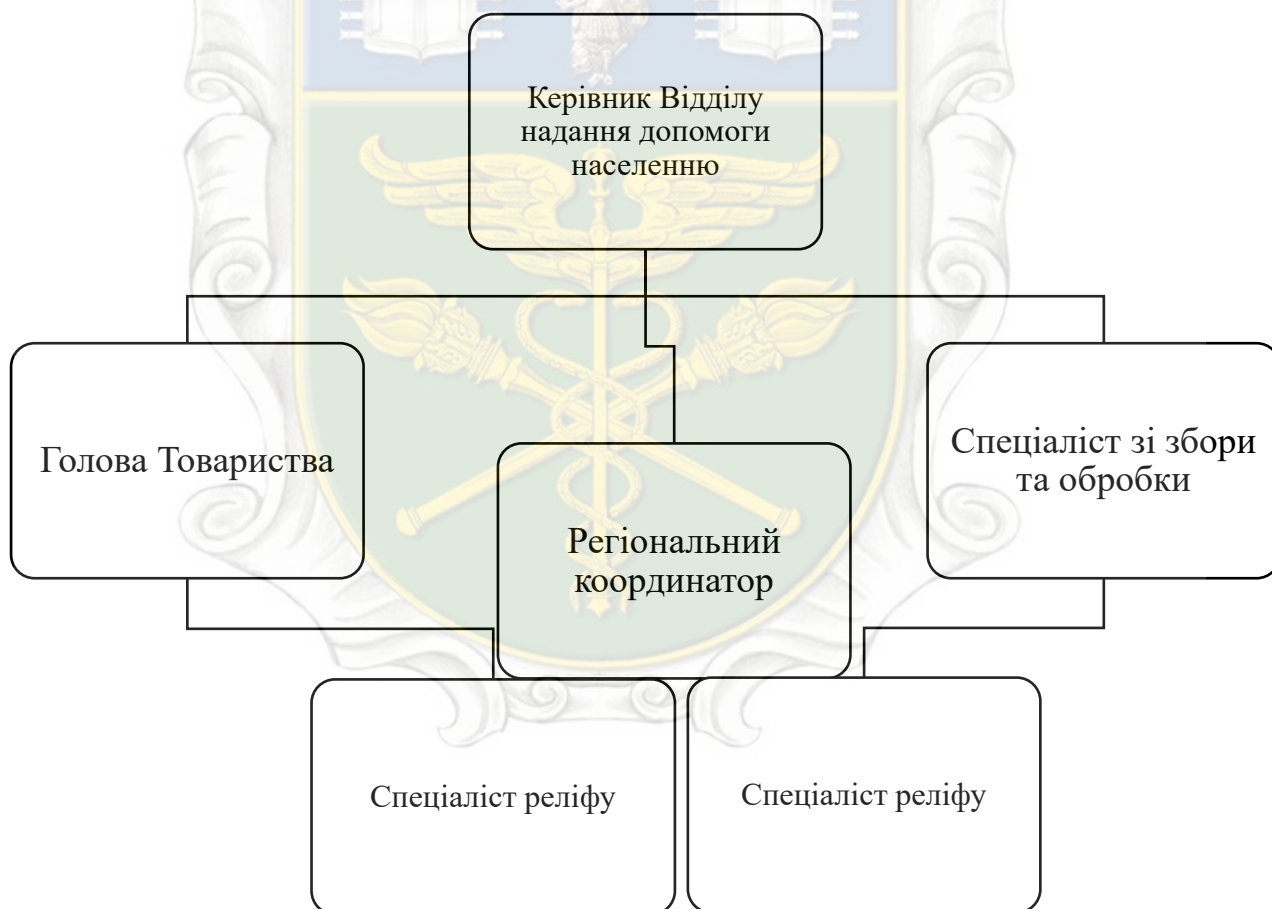 Керівник Відділу
надання допомоги
населенню
Голова Товариства
Регіональний
координатор
Спеціаліст зі збори
та обробки
Спеціаліст реліфу
Спеціаліст реліфу